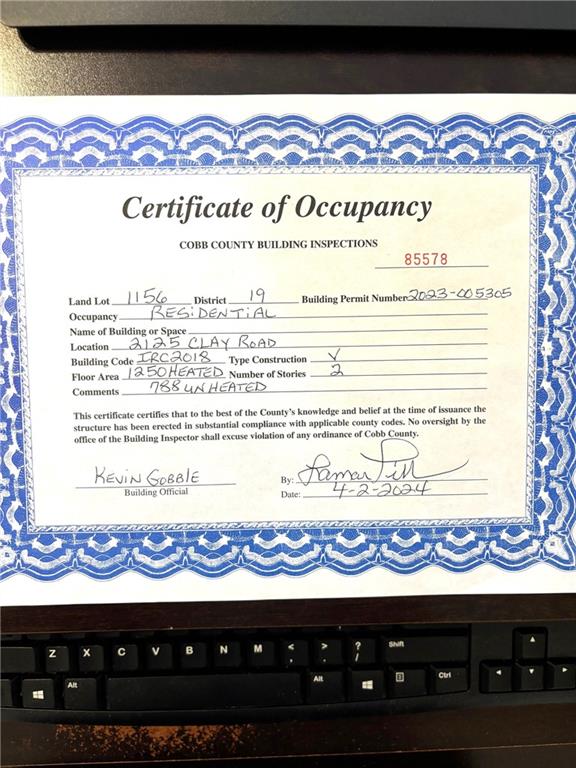 Certificate of Occupancy
COBB COUNTY BUILDING INSPECTIONS
85578
Land Lot 1156 District 19 Building Permit Number 2023-005305
Occupancy RESiDENTiAL
Name of Building or Space
Location 2125 CLAY ROAD
Building Code IRC2018 Type Construction V
Floor Area 1250 HEATED Number of Stories 2
Comments 788 UNHEATED
This certificate certifies that to the best of the County's knowledge and belief at the time of issuance the
structure has been erected in substantial compliance with applicable county codes. No oversight by the
office of the Building Inspector shall excuse violation of any ordinance of Cobb County.
KEVIN GOBBLE By:
Building Official Date: 4-2-2024
Z X C V B N M < , > . ? / Shift
Alt Alt Ctrl